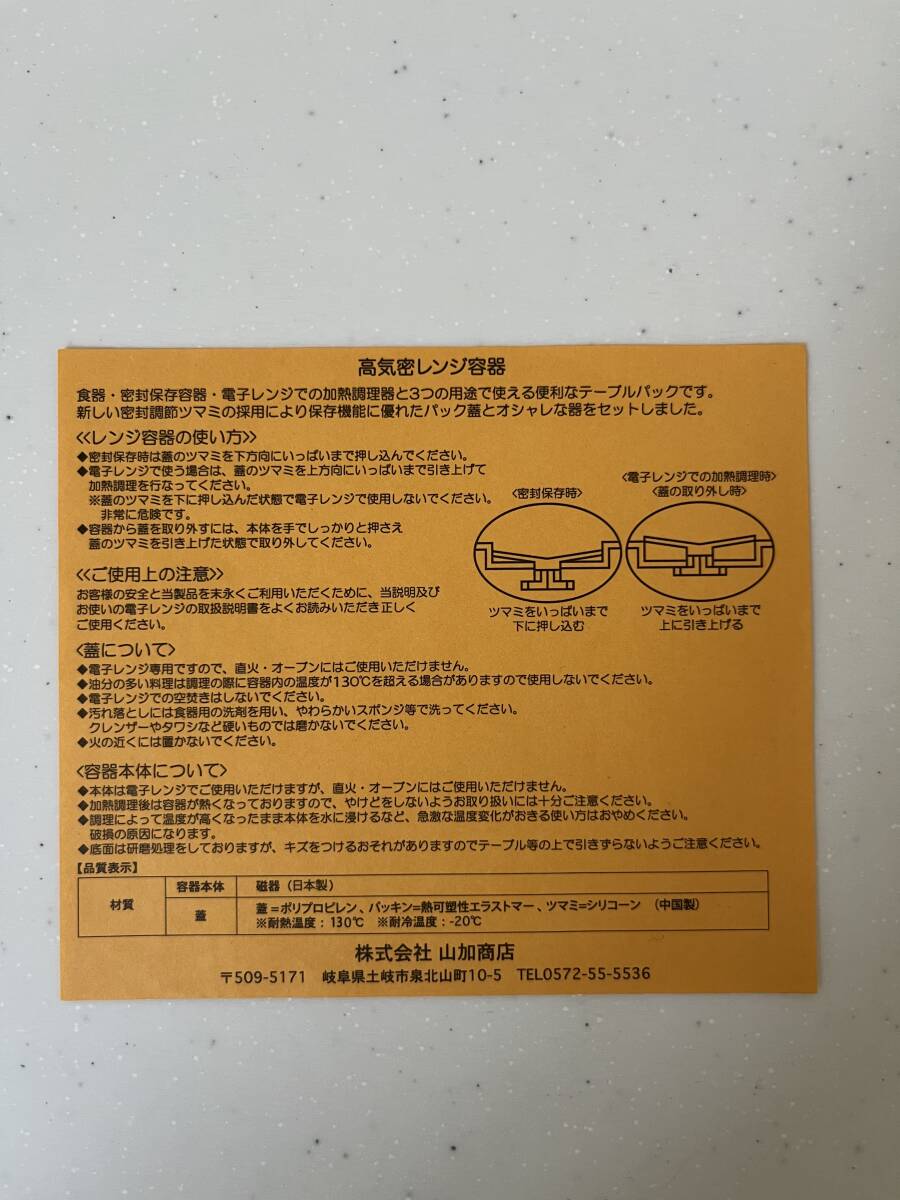 高気密レンジ容器
食器・密封保存容器・電子レンジでの加熱調理器と3つの用途で使える便利なテーブルパックです。
新しい密封調節ツマミの採用により保存機能に優れたパック蓋とオシャレな器をセットしました。
≪レンジ容器の使い方≫
◆密封保存時は蓋のツマミを下方向にいっぱいまで押し込んでください。
◆電子レンジで使う場合は、蓋のツマミを上方向にいっぱいまで引き上げて
加熱調理を行なってください。
※蓋のツマミを下に押し込んだ状態で電子レンジで使用しないでください。
非常に危険です。
◆容器から蓋を取り外すには、本体を手でしっかりと押さえ
蓋のツマミを引き上げた状態で取り外してください。
〈密封保存時〉
ツマミをいっぱいまで
下に押し込む
〈電子レンジでの加熱調理時〉
〈蓋の取り外し時〉
ツマミをいっぱいまで
上に引き上げる
≪ご使用上の注意≫
お客様の安全と当製品を末永くご利用いただくために、当説明及び
お使いの電子レンジの取扱説明書をよくお読みいただき正しく
ご使用ください。
〈蓋について〉
◆電子レンジ専用ですので、直火・オーブンにはご使用いただけません。
◆油分の多い料理は調理の際に容器内の温度が130℃を超える場合がありますので使用しないでください。
◆電子レンジでの空焚きはしないでください。
◆汚れ落としには食器用の洗剤を用い、やわらかいスポンジ等で洗ってください。
クレンザーやタワシなど硬いものでは磨かないでください。
◆火の近くには置かないでください。
〈容器本体について〉
◆本体は電子レンジでご使用いただけますが、直火・オーブンにはご使用いただけません。
◆加熱調理後は容器が熱くなっておりますので、やけどをしないようお取り扱いには十分ご注意ください。
◆調理によって温度が高くなったまま本体を水に浸けるなど、急激な温度変化がおきる使い方はおやめください。
破損の原因になります。
◆底面は研磨処理をしておりますが、キズをつけるおそれがありますのでテーブル等の上で引きずらないようご注意ください。
【品質表示】
材質 容器本体 磁器（日本製）
蓋 蓋=ポリプロピレン、パッキン=熱可塑性エラストマー、ツマミ=シリコーン （中国製）
※耐熱温度：130℃ ※耐冷温度：-20℃
株式会社 山加商店
〒509-5171 岐阜県土岐市泉北山町10-5 TEL0572-55-5536